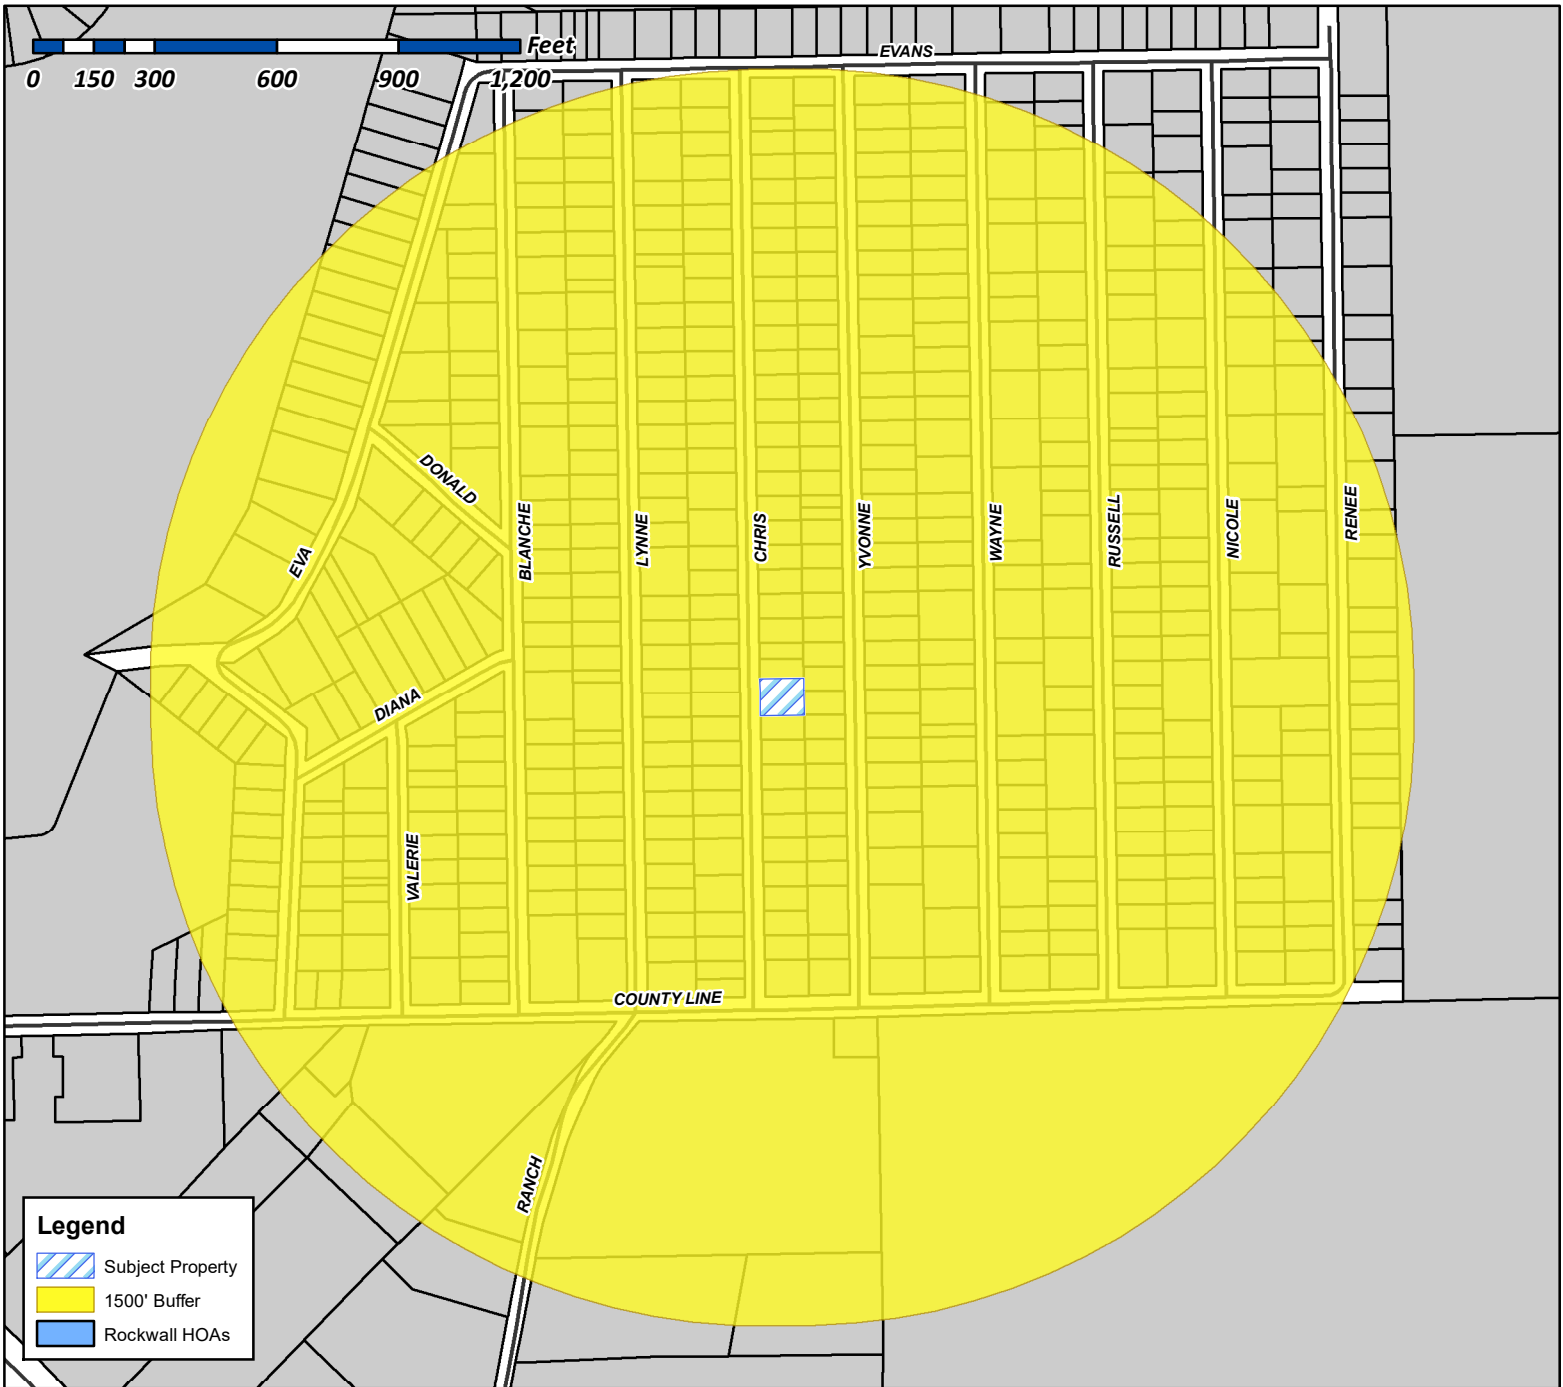 EVANS
Feet
0 150 300 600 900 1,200
DONALD
BLANCHE
LYNNE
CHRIS
YVONNE
WAYNE
RUSSELL
NICOLE
RENEE
EVA
DIANA
VALERIE
COUNTY LINE
RANCH
Legend
Subject Property
1500' Buffer
Rockwall HOAs